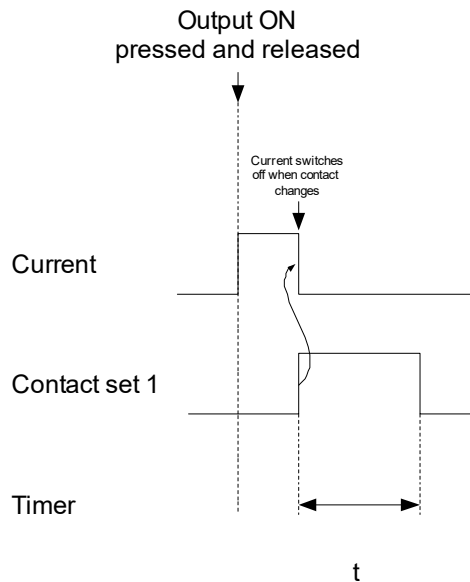 Output ON
pressed and released
Current switches
off when contact
changes
Current
Contact set 1
Timer
t